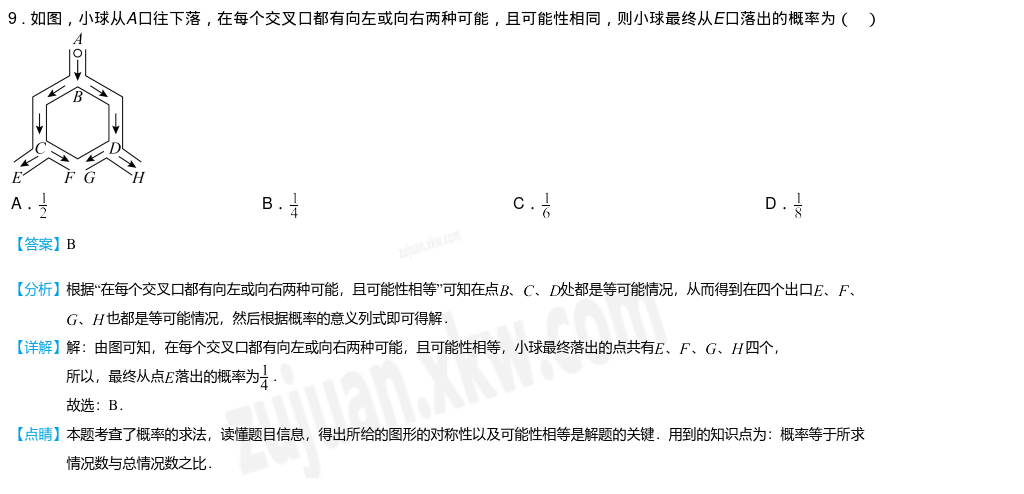 9．如图，小球从A口往下落，在每个交叉口都有向左或向右两种可能，且可能性相同，则小球最终从E口落出的概率为（　）
A
B
C D
E F G H
A．1/2 B．1/4 C．1/6 D．1/8
【答案】B
【分析】根据“在每个交叉口都有向左或向右两种可能，且可能性相等”可知在点B、C、D处都是等可能情况，从而得到在四个出口E、F、
G、H也都是等可能情况，然后根据概率的意义列式即可得解．
【详解】解：由图可知，在每个交叉口都有向左或向右两种可能，且可能性相等，小球最终落出的点共有E、F、G、H四个，
所以，最终从点E落出的概率为1/4．
故选：B．
【点睛】本题考查了概率的求法，读懂题目信息，得出所给的图形的对称性以及可能性相等是解题的关键．用到的知识点为：概率等于所求
情况数与总情况数之比．
zujuan.xkw.com
zujuan.xkw.com